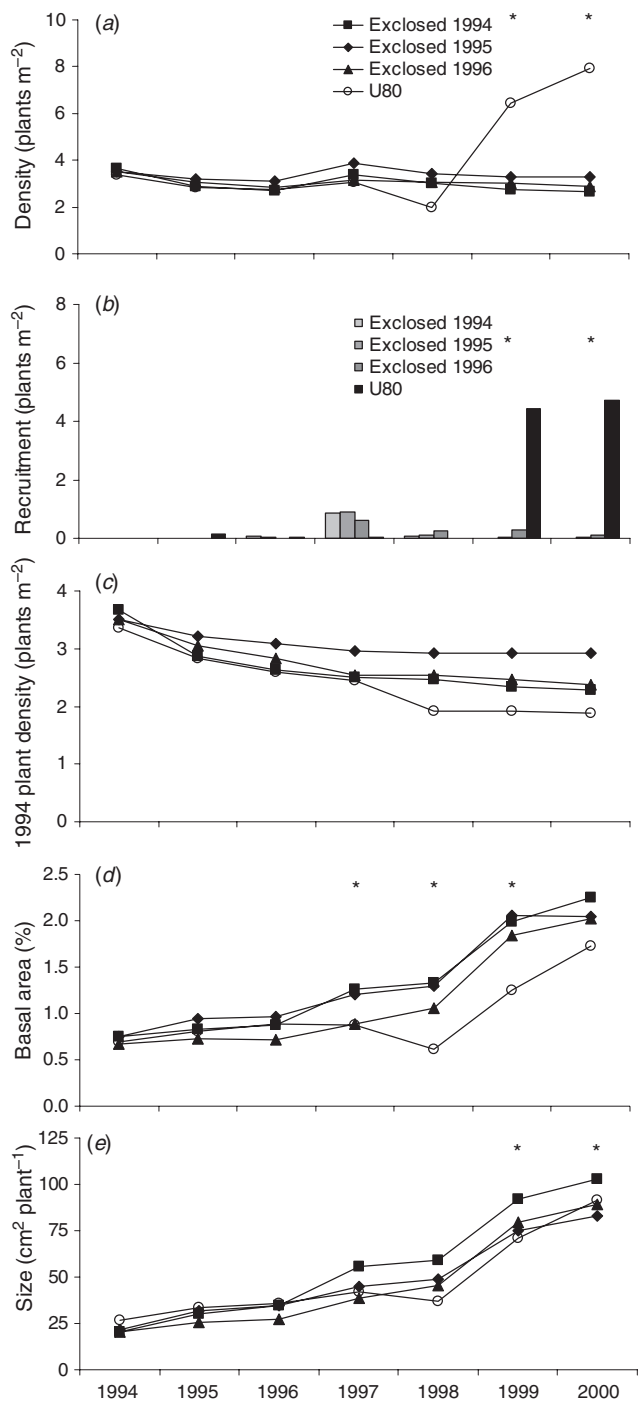 (a)
Exclosed 1994
Exclosed 1995
Exclosed 1996
U80
* *
Density (plants m−2)
10
8
6
4
2
0
(b)
Exclosed 1994
Exclosed 1995
Exclosed 1996
U80
* *
Recruitment (plants m−2)
8
6
4
2
0
(c)
1994 plant density (plants m−2)
4
3
2
1
0
(d)
* * *
Basal area (%)
2.5
2.0
1.5
1.0
0.5
0.0
(e)
* *
Size (cm2 plant−1)
125
100
75
50
25
0
1994 1995 1996 1997 1998 1999 2000